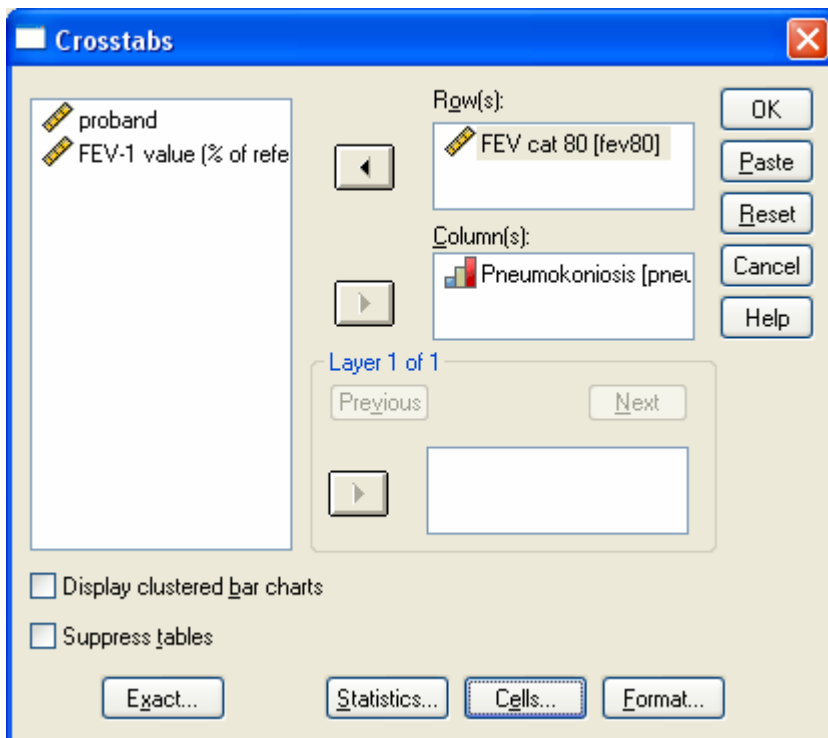 Crosstabs
proband
FEV-1 value (% of refe
Row(s):
FEV cat 80 [fev80]
Column(s):
Pneumokoniosis [pneu
Layer 1 of 1
Previous
Next
OK
Paste
Reset
Cancel
Help
Display clustered bar charts
Suppress tables
Exact...
Statistics...
Cells...
Format...